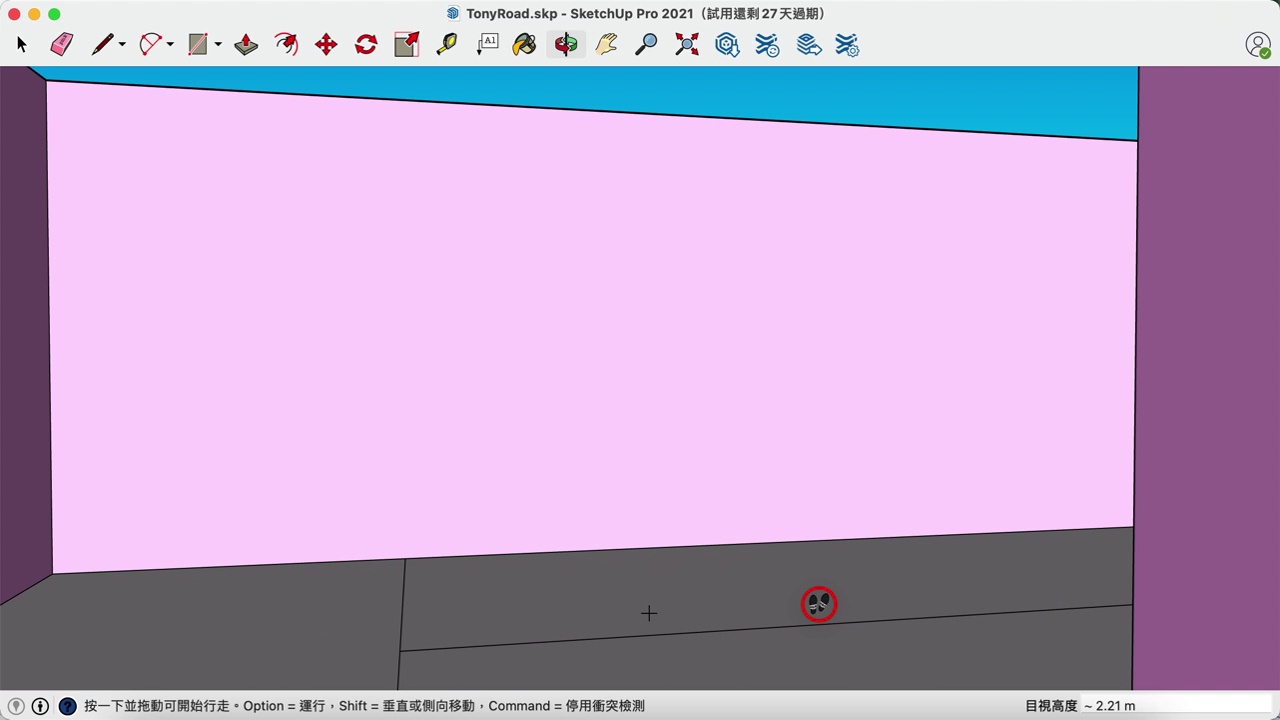 TonyRoad.skp - SketchUp Pro 2021（試用還剩 27 天過期）
A1
按一下並拖動可開始行走。Option = 運行，Shift = 垂直或側向移動，Command = 停用衝突檢測
目視高度 ~ 2.21 m